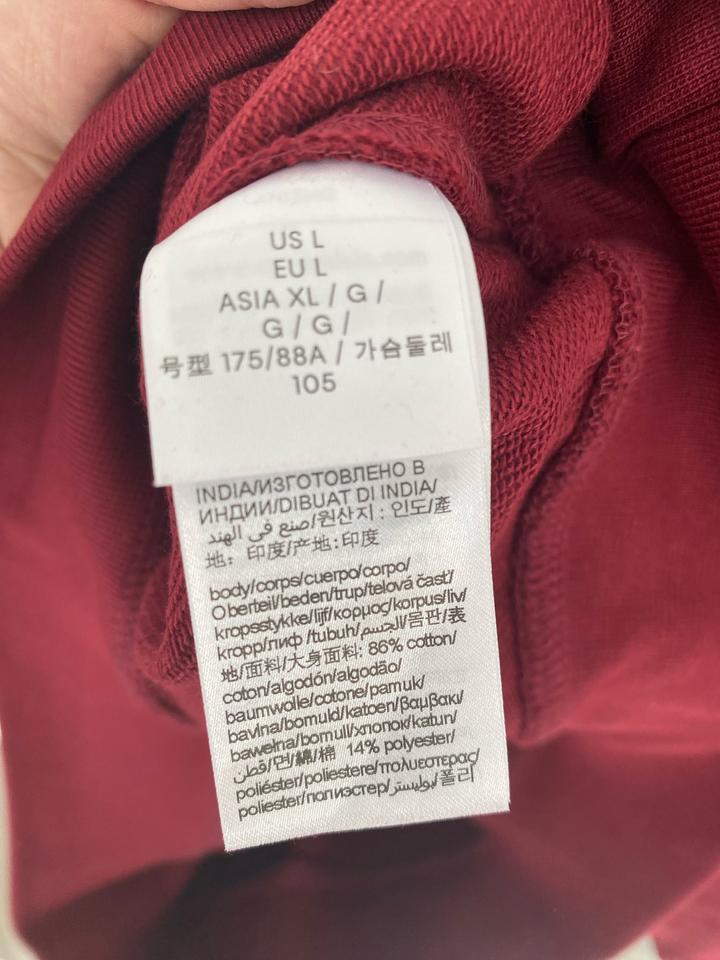 US L
EU L
ASIA XL / G /
G / G /
号型 175/88A / 가슴둘레
105
INDIA/ИЗГОТОВЛЕНО В
ИНДИИ/DIBUAT DI INDIA/
صنع في الهند/원산지 : 인도/產
地：印度/产地:印度
body/corps/cuerpo/corpo/
Oberteil/beden/trup/telová časť/
kropsstykke/lijf/κορμος/korpus/liv/
kropp/лиф /tubuh/الجسم/몸판/表
地/面料/大身面料: 86% cotton/
coton/algodón/algodão/
baumwolle/cotone/pamuk/
bavlna/bomuld/katoen/βαμβακι/
bawełna/bomull/хлопок/katun/
قطن/면/綿/棉 14% polyester/
poliéster/poliestere/πολυεστερας/
poliester/полиэстер/بوليستر/폴리